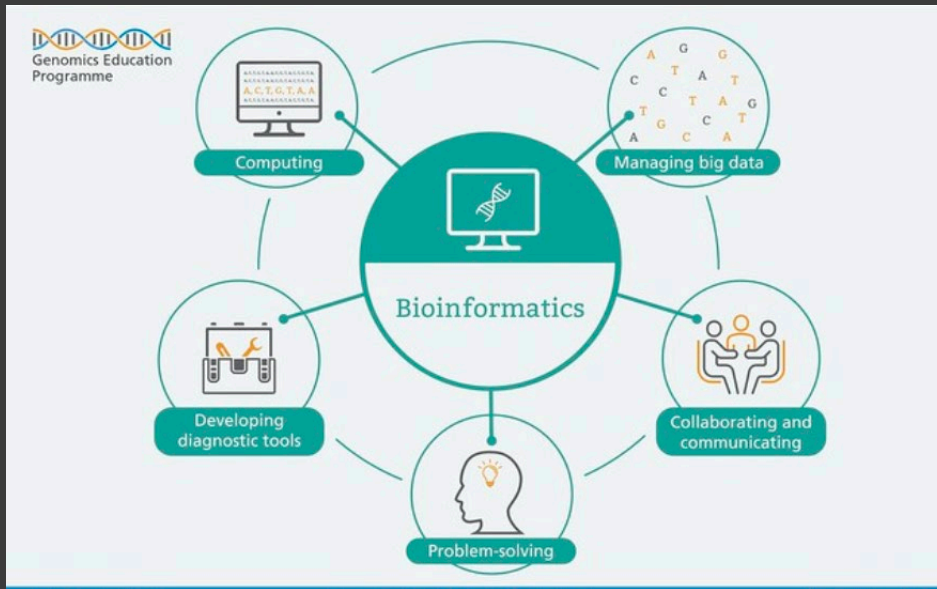 Genomics Education
Programme
A,C,T,G,T,A,A
Computing
A G G
C T A T
C
T T A G
G C T
A C A
Managing big data
Bioinformatics
Developing
diagnostic tools
Collaborating and
communicating
Problem-solving